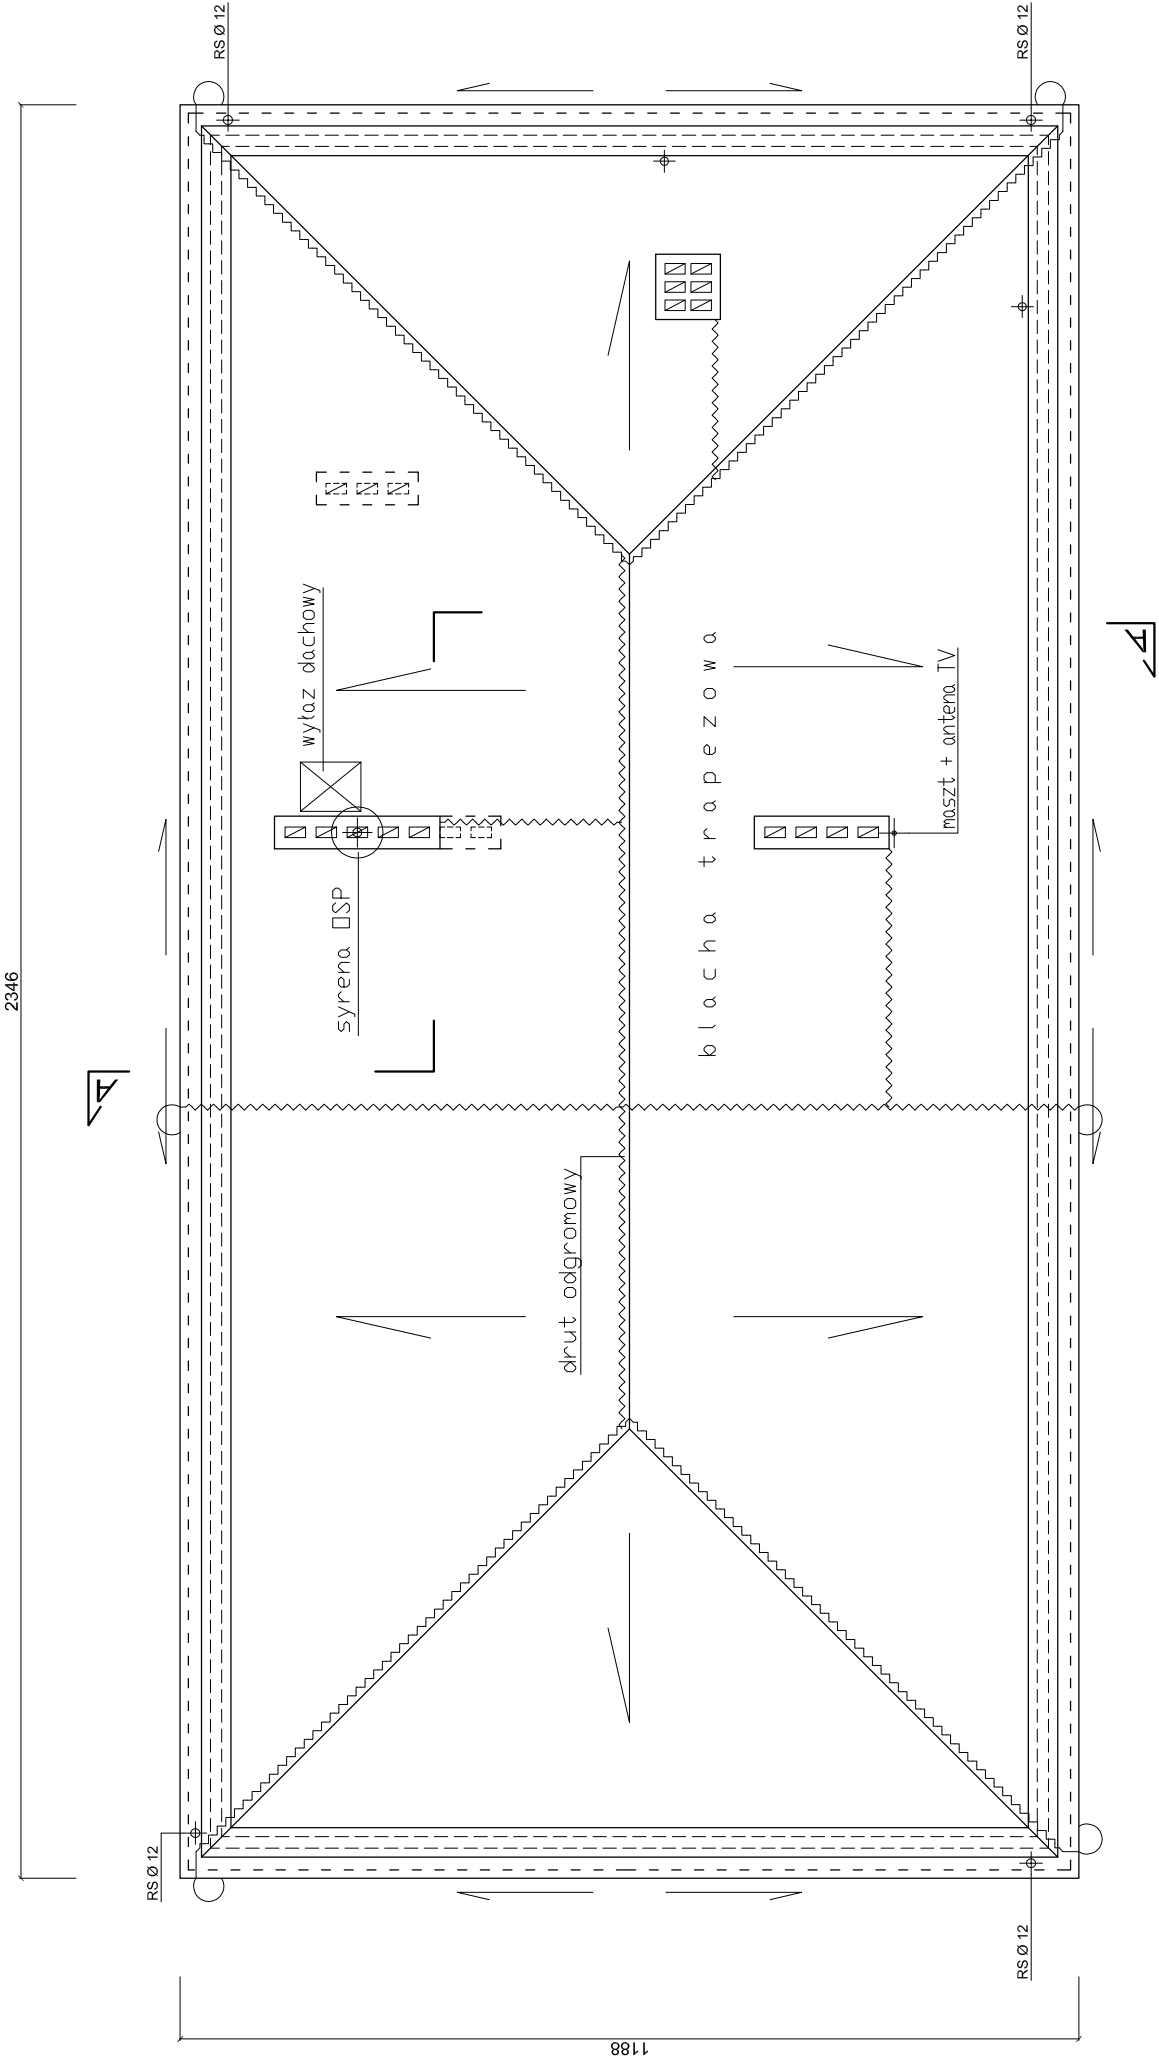 RS Ø 12
RS Ø 12
2346
wyłaz dachowy
syrena OSP
blacha trapezowa
maszt + antena TV
A
A
drut odgromowy
RS Ø 12
RS Ø 12
1188